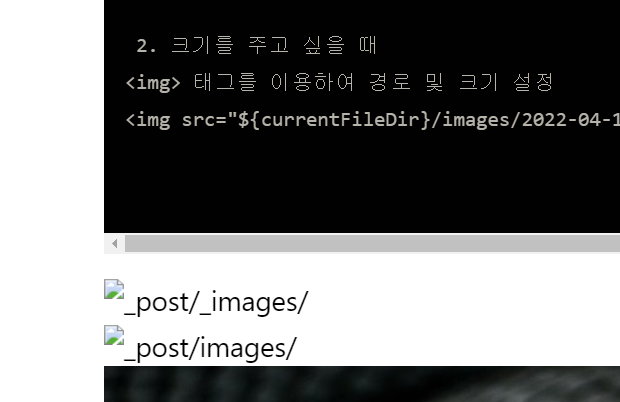 2. 크기를 주고 싶을 때
<img> 태그를 이용하여 경로 및 크기 설정
<img src="${currentFileDir}/images/2022-04-1
_post/_images/
_post/images/